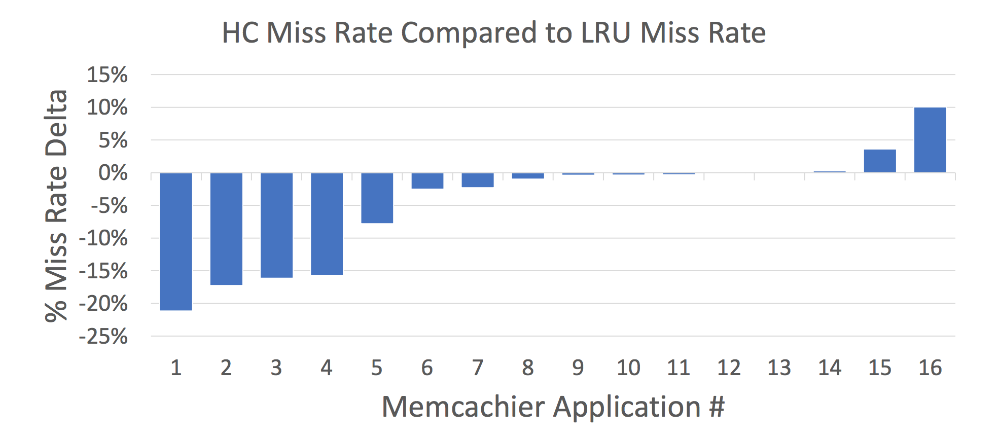 HC Miss Rate Compared to LRU Miss Rate
% Miss Rate Delta
15%
10%
5%
0%
-5%
-10%
-15%
-20%
-25%
1 2 3 4 5 6 7 8 9 10 11 12 13 14 15 16
Memcachier Application #